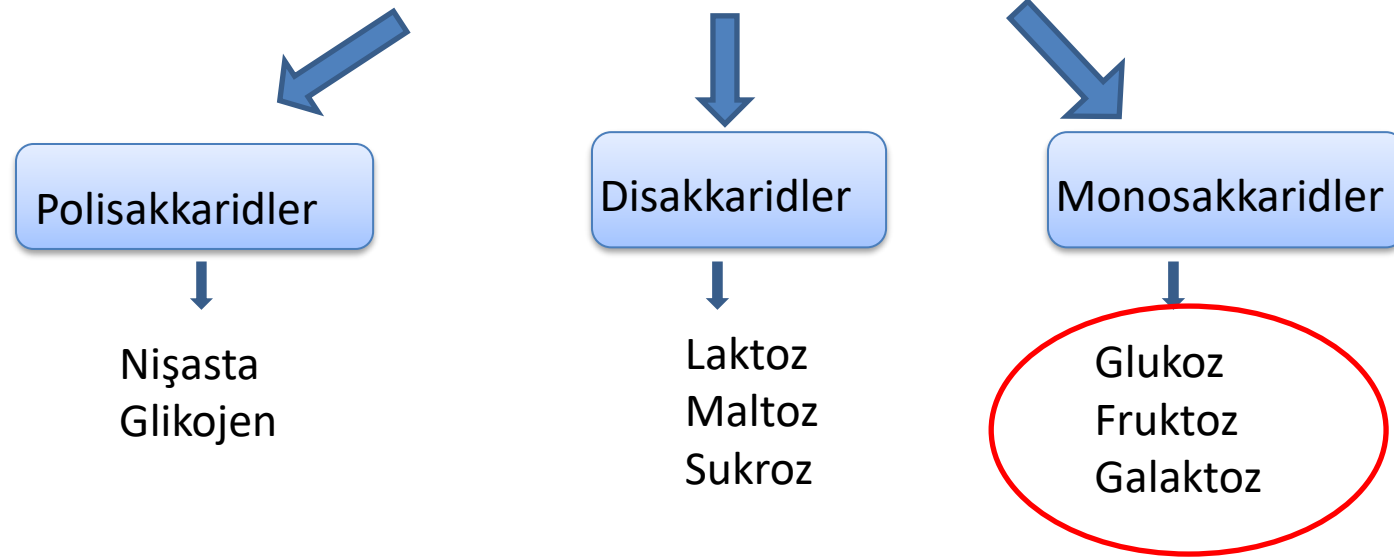 Polisakkaridler
Disakkaridler
Monosakkaridler
Nişasta
Glikojen
Laktoz
Maltoz
Sukroz
Glukoz
Fruktoz
Galaktoz